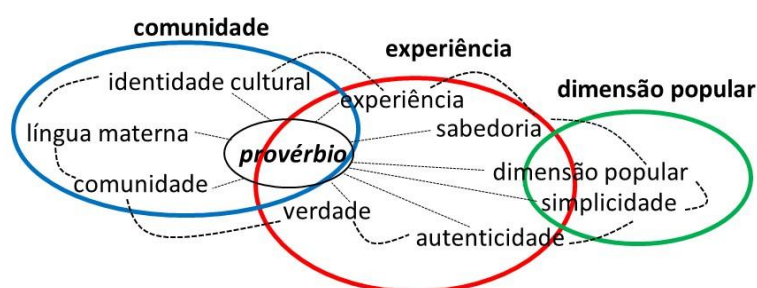 comunidade
experiência
dimensão popular
identidade cultural
experiência
língua materna
sabedoria
provérbio
dimensão popular
comunidade
simplicidade
verdade
autenticidade